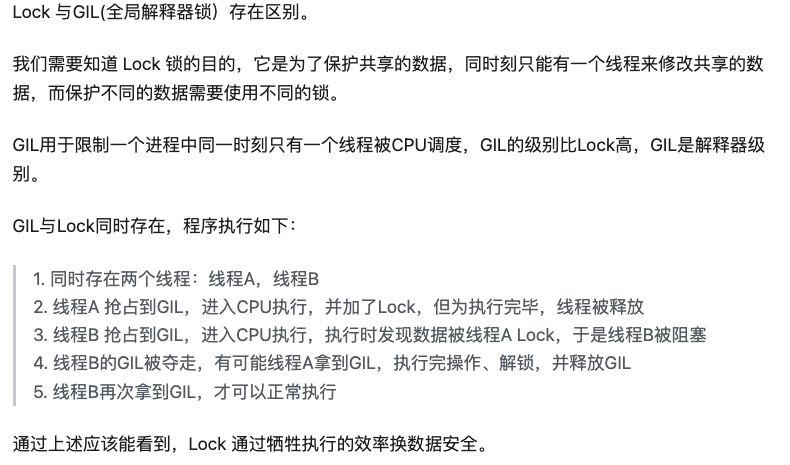 Lock 与GIL(全局解释器锁）存在区别。
我们需要知道 Lock 锁的目的，它是为了保护共享的数据，同时刻只能有一个线程来修改共享的数
据，而保护不同的数据需要使用不同的锁。
GIL用于限制一个进程中同一时刻只有一个线程被CPU调度，GIL的级别比Lock高，GIL是解释器级
别。
GIL与Lock同时存在，程序执行如下：
1. 同时存在两个线程：线程A，线程B
2. 线程A 抢占到GIL，进入CPU执行，并加了Lock，但为执行完毕，线程被释放
3. 线程B 抢占到GIL，进入CPU执行，执行时发现数据被线程A Lock，于是线程B被阻塞
4. 线程B的GIL被夺走，有可能线程A拿到GIL，执行完操作、解锁，并释放GIL
5. 线程B再次拿到GIL，才可以正常执行
通过上述应该能看到，Lock 通过牺牲执行的效率换数据安全。